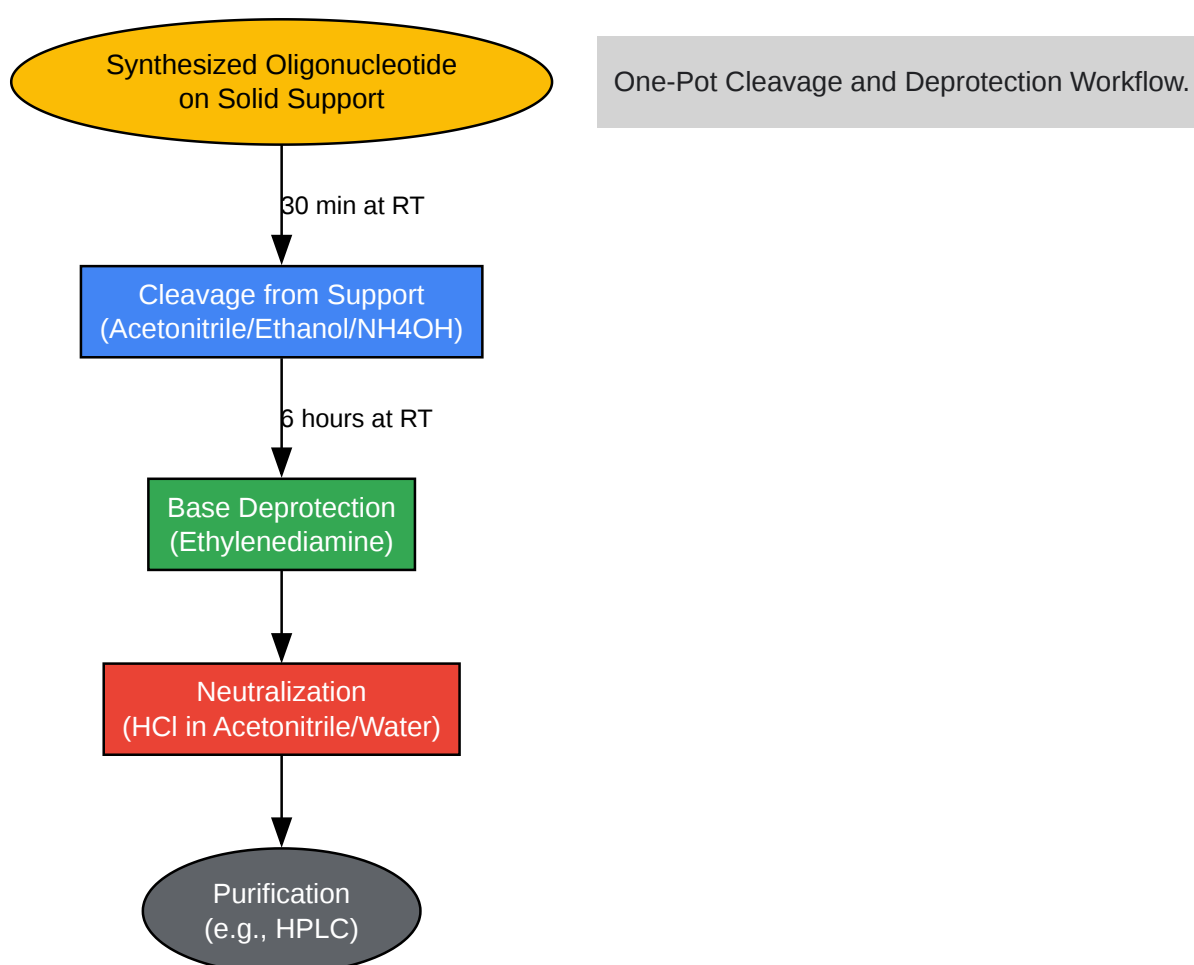 Synthesized Oligonucleotide
on Solid Support
One-Pot Cleavage and Deprotection Workflow.
30 min at RT
Cleavage from Support
(Acetonitrile/Ethanol/NH4OH)
6 hours at RT
Base Deprotection
(Ethylenediamine)
Neutralization
(HCl in Acetonitrile/Water)
Purification
(e.g., HPLC)